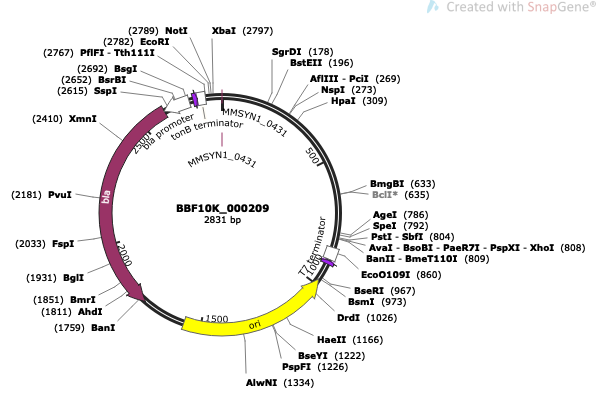 Created with SnapGene®
(2789) NotI
XbaI (2797)
(2782) EcoRI
(2767) PflFI - Tth111I
(2692) BsgI
(2652) BsrBI
(2615) SspI
(2410) XmnI
(2181) PvuI
(2033) FspI
(1931) BglI
(1851) BmrI
(1811) AhdI
(1759) BanI
SgrDI (178)
BstEII (196)
AflIII - PciI (269)
NspI (273)
HpaI (309)
BmgBI (633)
BclI* (635)
AgeI (786)
SpeI (792)
PstI - SbfI (804)
AvaI - BsoBI - PaeR7I - PspXI - XhoI (808)
BanII - BmeT110I (809)
EcoO109I (860)
BseRI (967)
BsmI (973)
DrdI (1026)
HaeII (1166)
BseYI (1222)
PspFI (1226)
AlwNI (1334)
MMSYN1_0431
MMSYN1_0431
tonB terminator
bla promoter
bla
T7 terminator
ori
500
1000
1500
2000
2500
BBF10K_000209
2831 bp